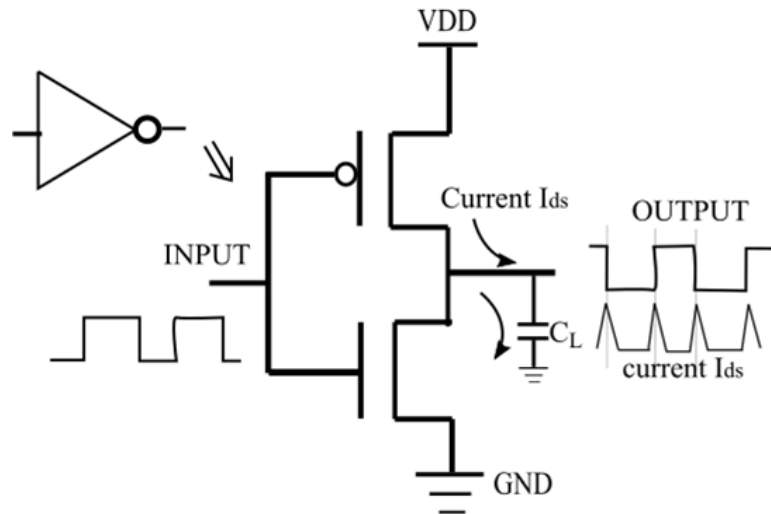 VDD
Current Ids
OUTPUT
INPUT
CL
current Ids
GND